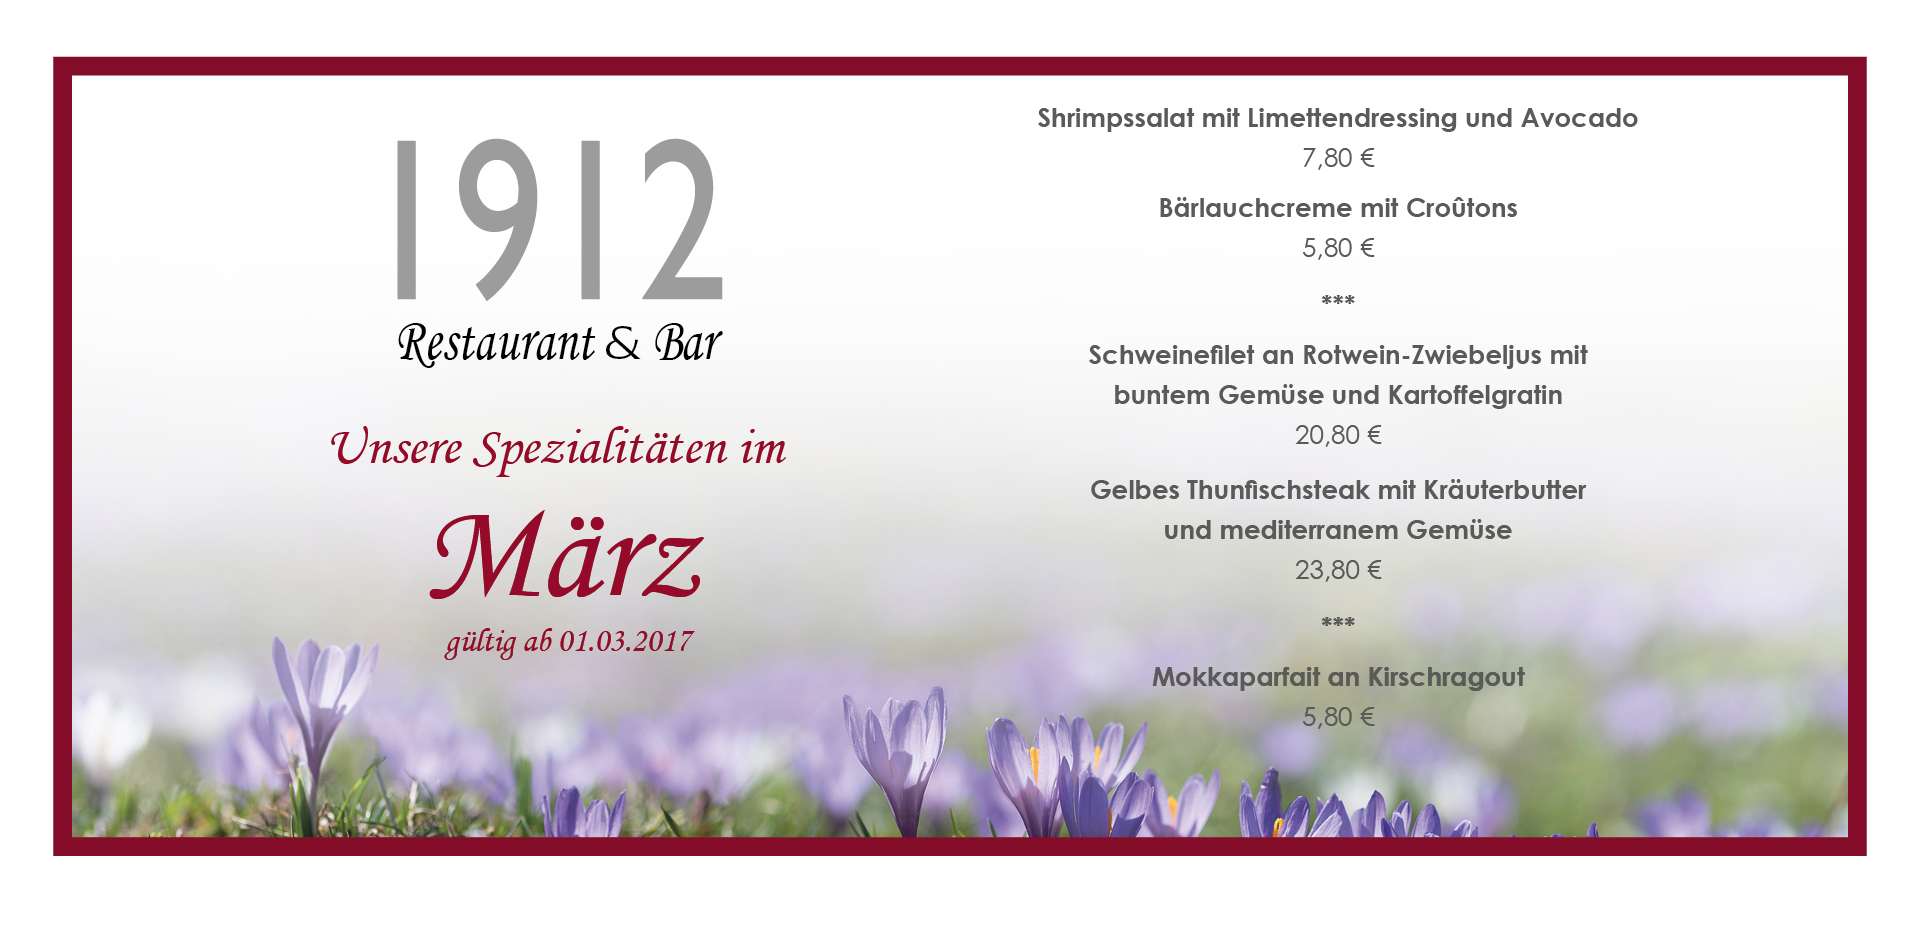 1912
Restaurant & Bar
Unsere Spezialitäten im
März
gültig ab 01.03.2017
Shrimpssalat mit Limettendressing und Avocado
7,80 €
Bärlauchcreme mit Croûtons
5,80 €
***
Schweinefilet an Rotwein-Zwiebeljus mit
buntem Gemüse und Kartoffelgratin
20,80 €
Gelbes Thunfischsteak mit Kräuterbutter
und mediterranem Gemüse
23,80 €
***
Mokkaparfait an Kirschragout
5,80 €